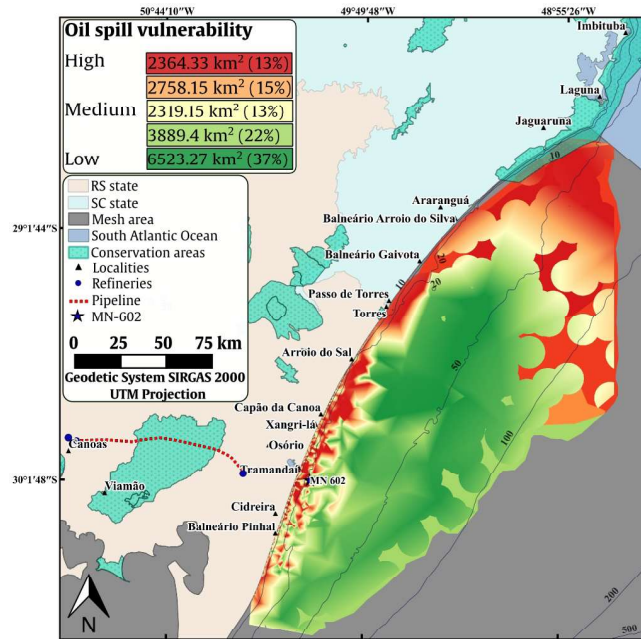 50°44'10"
49°49'48"
48°55'26"
Oil spill vulnerability
High
2364.33 km² (13%)
2758.15 km² (15%)
Medium
2319.15 km² (13%)
3889.4 km² (22%)
Low
6523.27 km² (37%)
RS state
SC state
Mesh area
South Atlantic Ocean
Conservation areas
Localities
Refineries
Pipeline
MN-602
0 25 50 75 km
Geodetic System SIRGAS 2000
UTM Projection
Imbituba
Laguna
Jaguaruna
10
Araranguá
Balneário Arroio do Silva
29°1'44"
20
Balneário Gaivota
10
20
Passo de Torres
Torres
Arroio do Sal
50
Capão da Canoa
Xangri-lá
100
Osório
Canoas
Tramandaí
30°1'48"
MN 602
Viamão
Cidreira
Balneário Pinhal
200
500
N